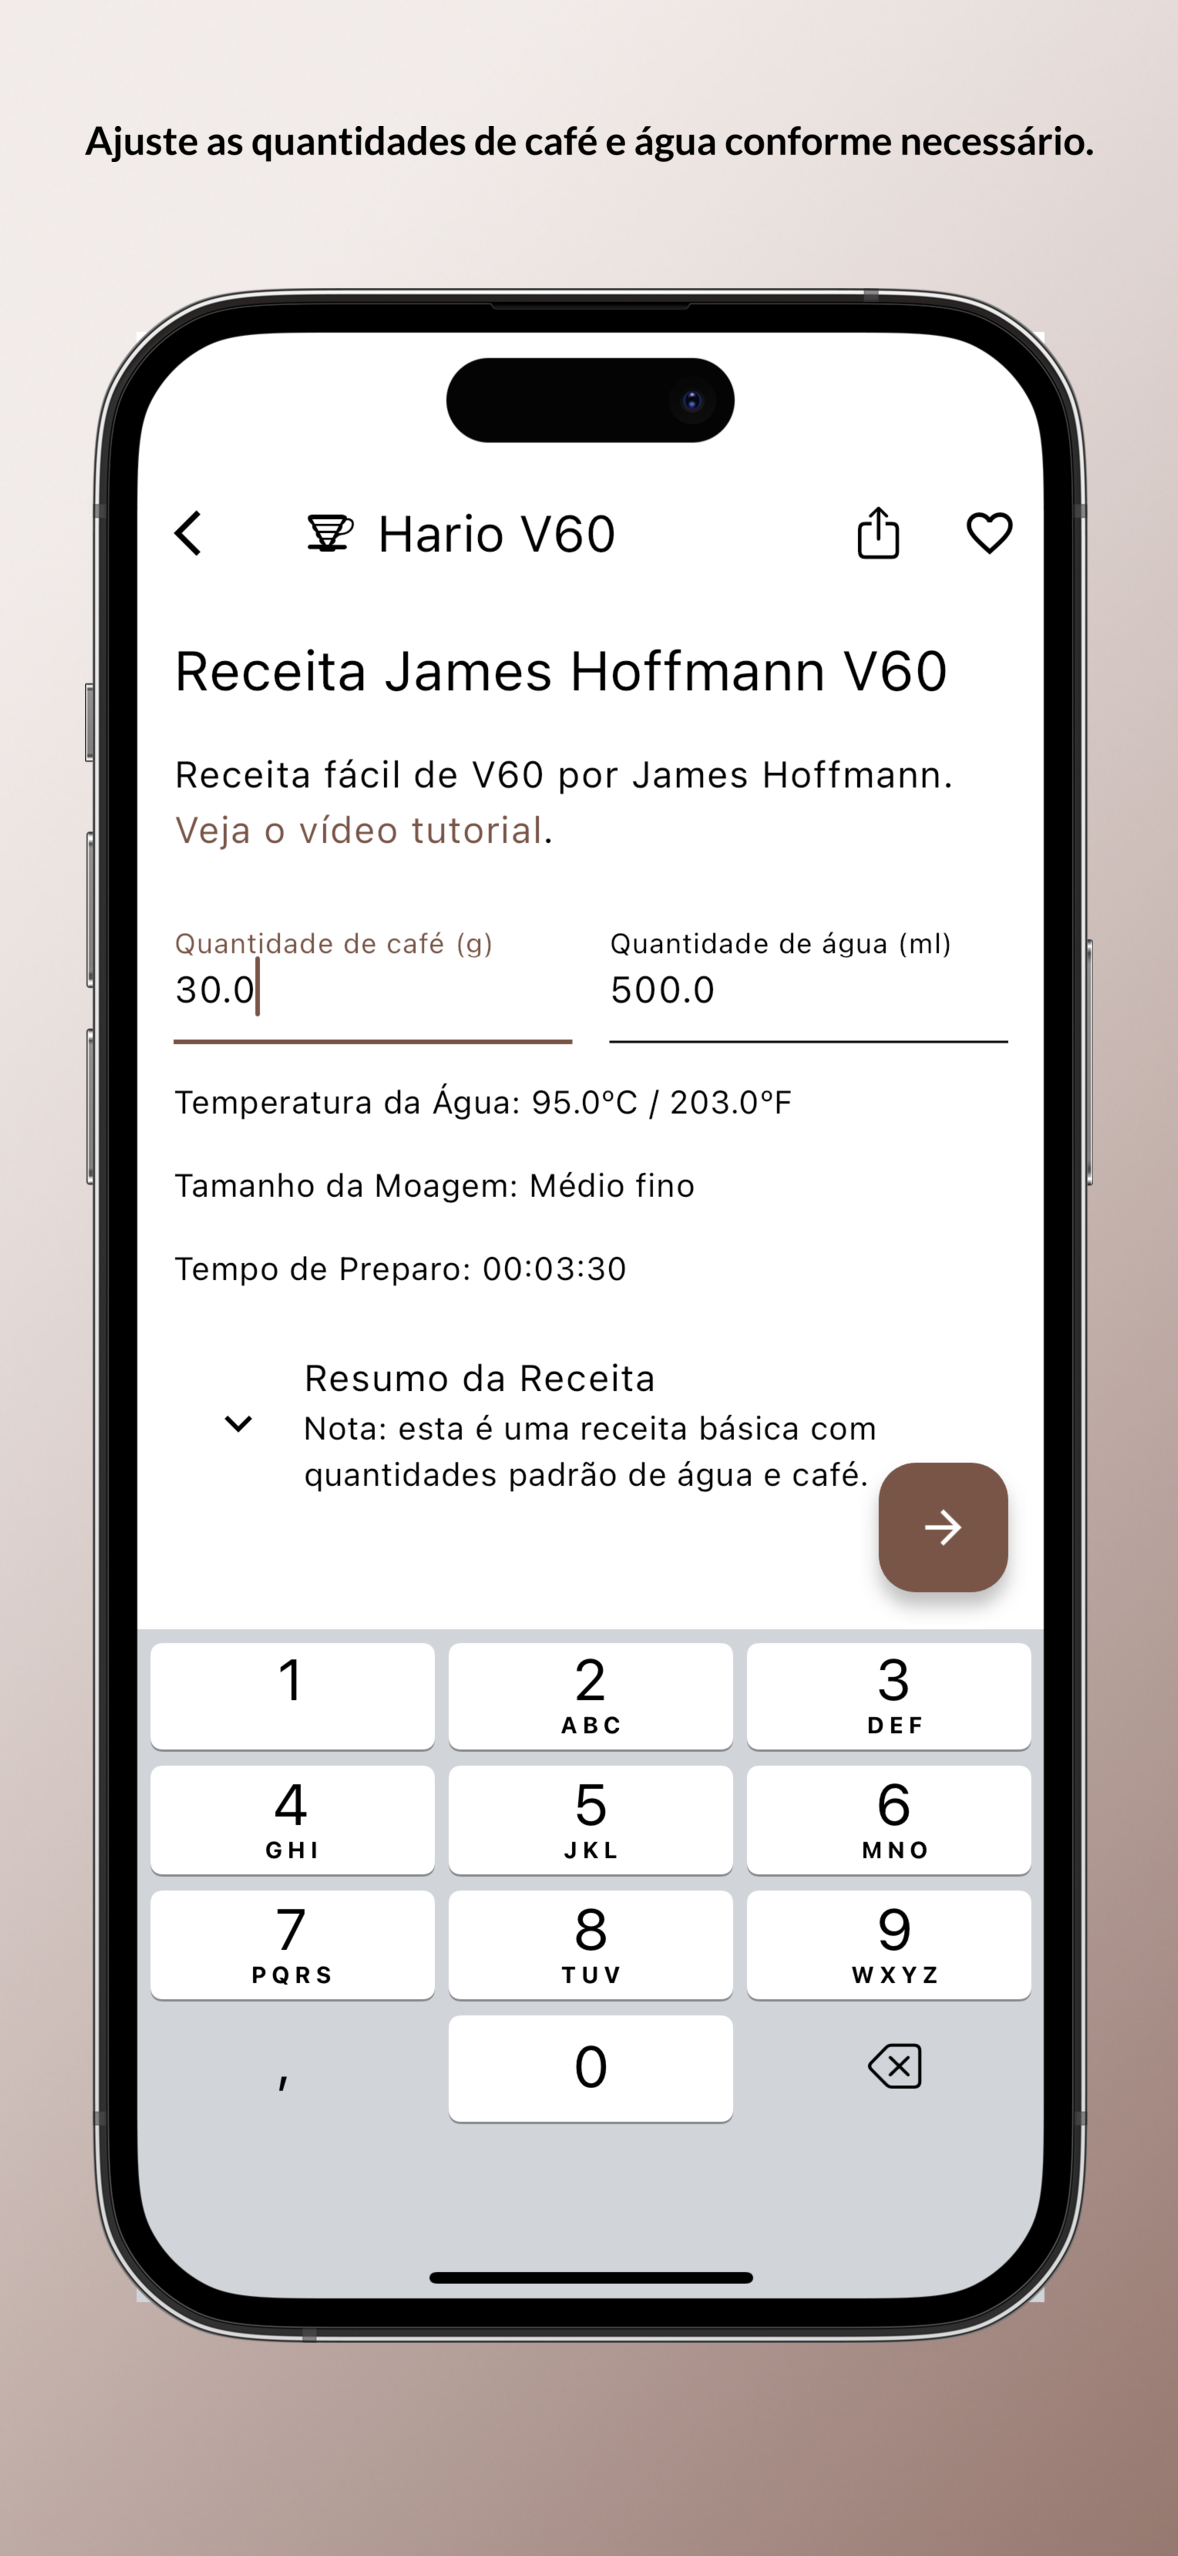 Ajuste as quantidades de café e água conforme necessário.
Hario V60
Receita James Hoffmann V60
Receita fácil de V60 por James Hoffmann.
Veja o vídeo tutorial.
Quantidade de café (g)
Quantidade de água (ml)
30.0
500.0
Temperatura da Água: 95.0ºC / 203.0ºF
Tamanho da Moagem: Médio fino
Tempo de Preparo: 00:03:30
Resumo da Receita
Nota: esta é uma receita básica com
quantidades padrão de água e café.
1
2
3
ABC
DEF
4
5
6
GHI
JKL
MNO
7
8
9
PQRS
TUV
WXYZ
,
0